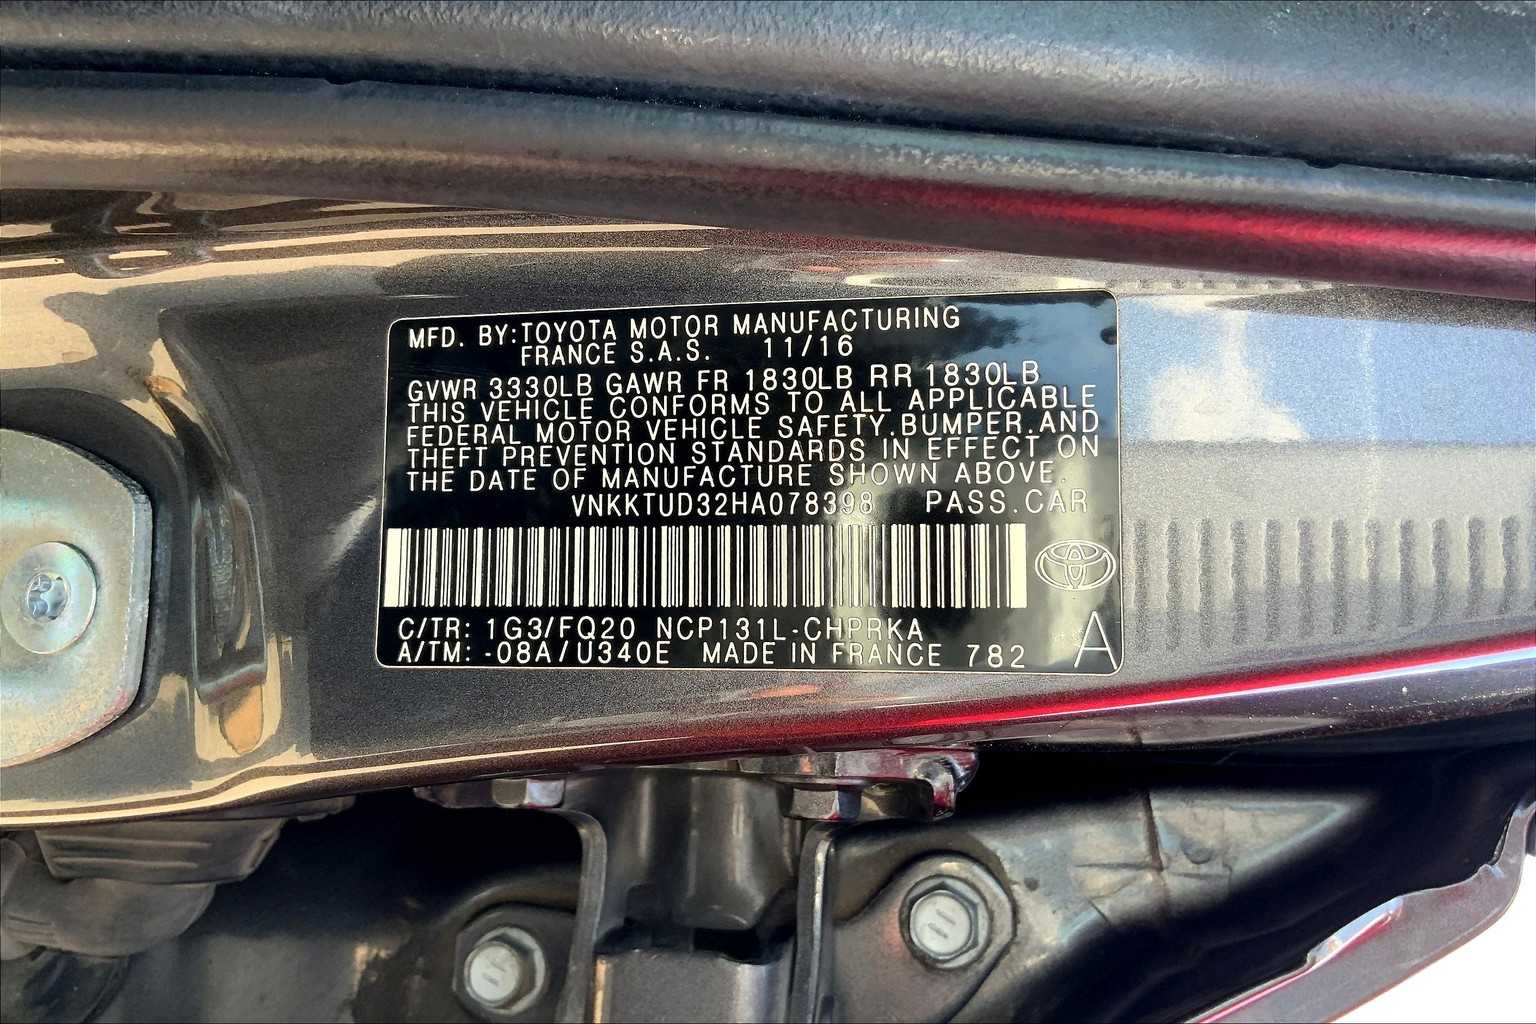 MFD. BY:TOYOTA MOTOR MANUFACTURING
FRANCE S.A.S. 11/16
GVWR 3330LB GAWR FR 1830LB RR 1830LB
THIS VEHICLE CONFORMS TO ALL APPLICABLE
FEDERAL MOTOR VEHICLE SAFETY,BUMPER,AND
THEFT PREVENTION STANDARDS IN EFFECT ON
THE DATE OF MANUFACTURE SHOWN ABOVE.
VNKKTUD32HA078398 PASS.CAR
C/TR: 1G3/FQ20 NCP131L-CHPRKA
A/TM: -08A/U340E MADE IN FRANCE 782
A